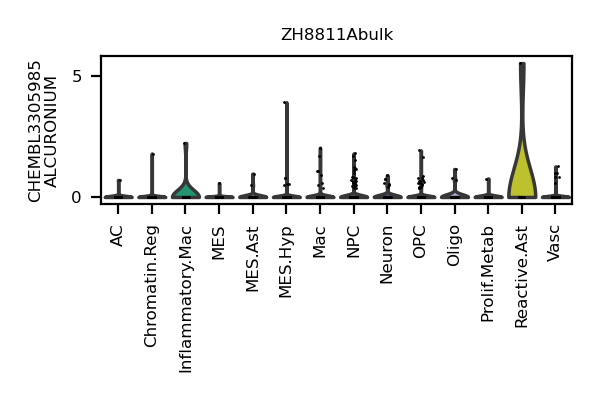 ZH8811Abulk
CHEMBL3305985
ALCURONIUM
5
0
AC
Chromatin.Reg
Inflammatory.Mac
MES
MES.Ast
MES.Hyp
Mac
NPC
Neuron
OPC
Oligo
Prolif.Metab
Reactive.Ast
Vasc